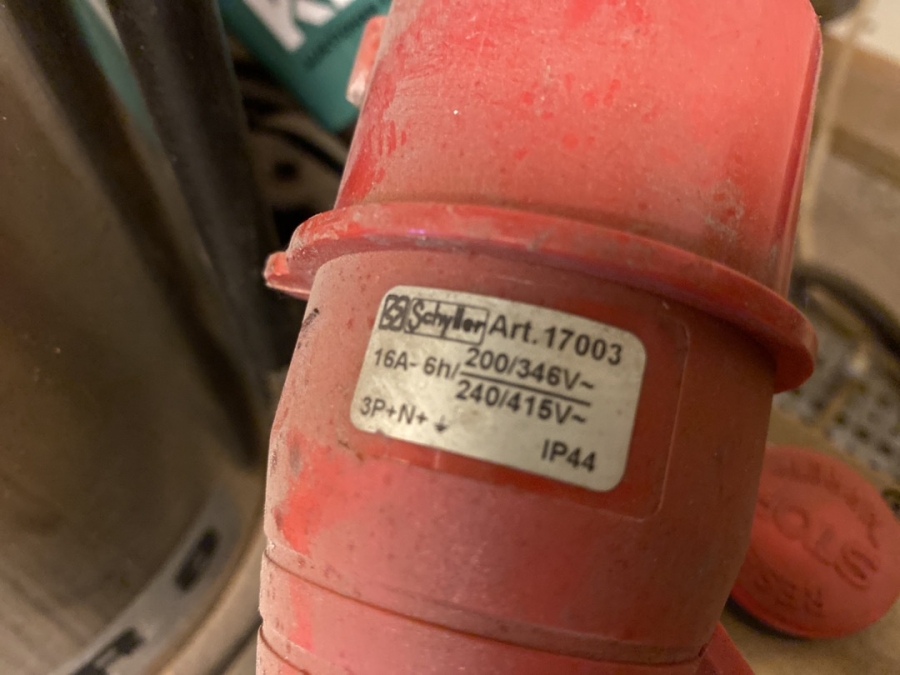 Schyller Art. 17003
16A- 6h/ 200/346V~
240/415V~
3P+N+⏚
IP44